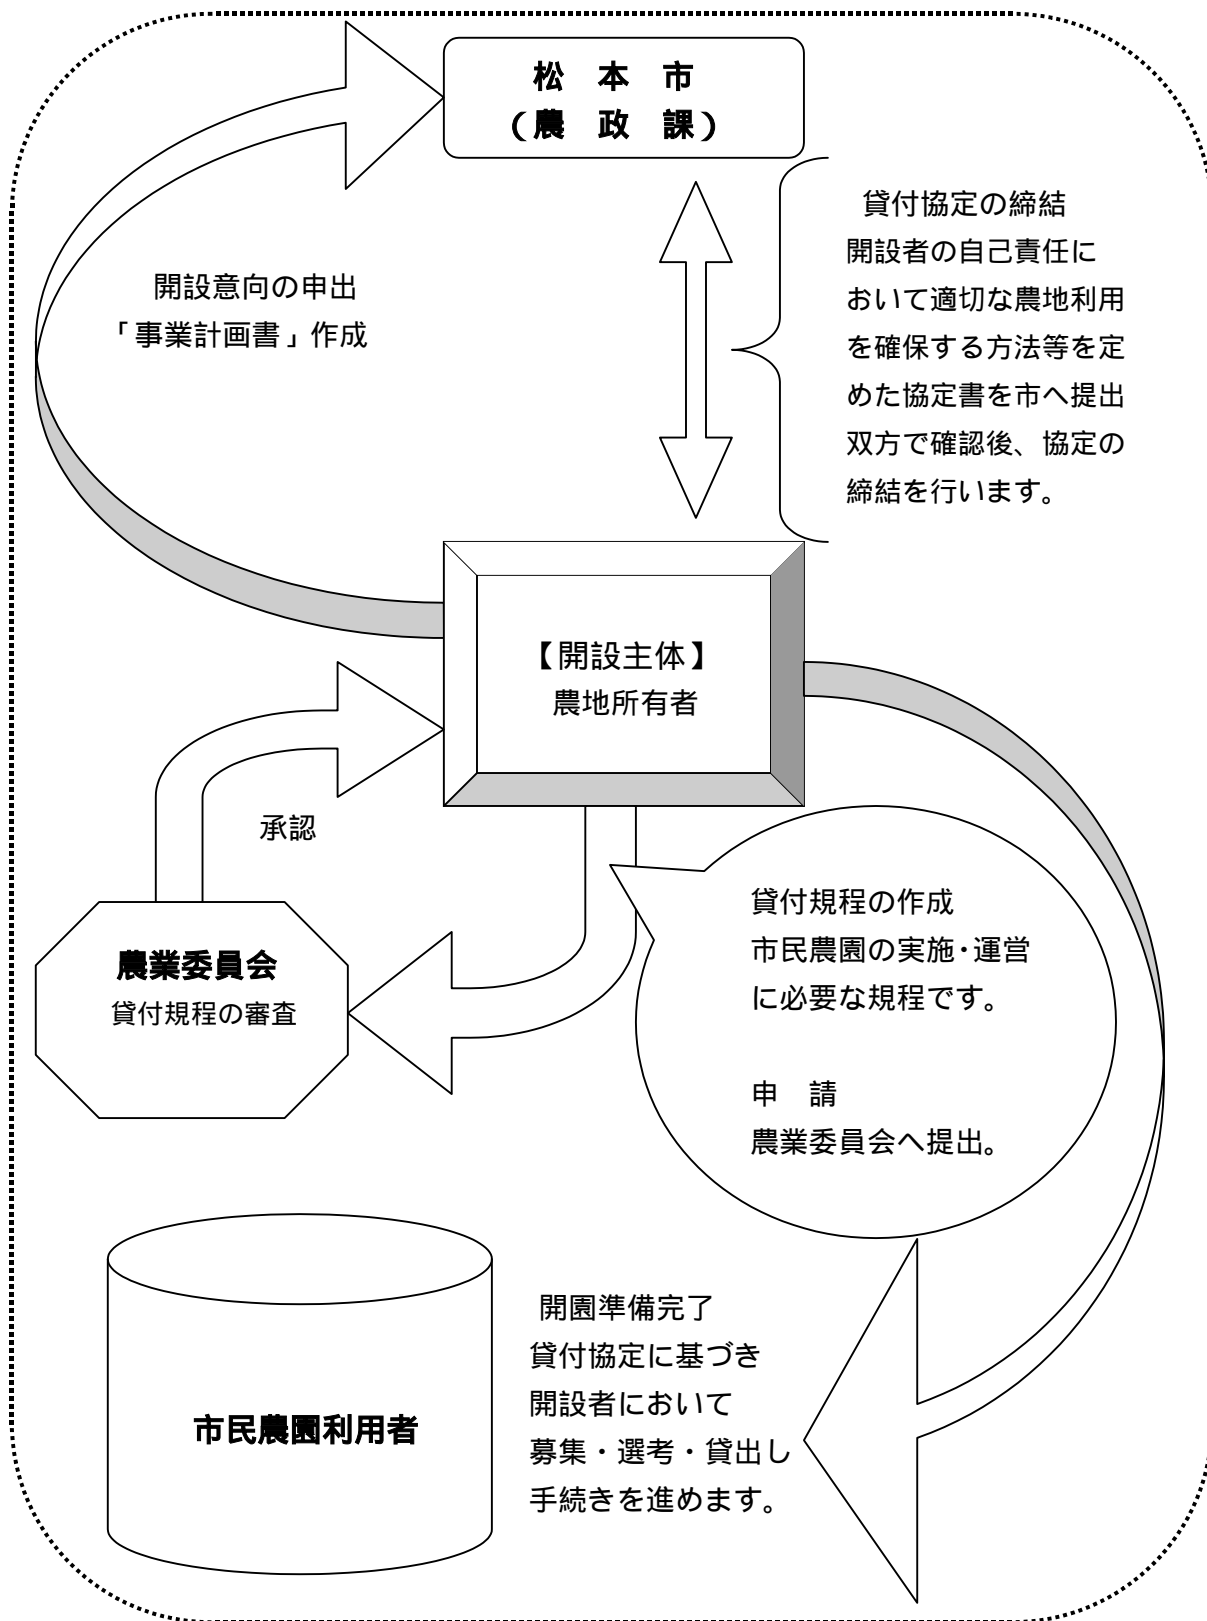 松　本　市
（農　政　課）
貸付協定の締結
開設者の自己責任に
おいて適切な農地利用
を確保する方法等を定
めた協定書を市へ提出
双方で確認後、協定の
締結を行います。
開設意向の申出
「事業計画書」作成
【開設主体】
農地所有者
承認
農業委員会
貸付規程の審査
貸付規程の作成
市民農園の実施・運営
に必要な規程です。
申　請
農業委員会へ提出。
開園準備完了
貸付協定に基づき
開設者において
募集・選考・貸出し
手続きを進めます。
市民農園利用者